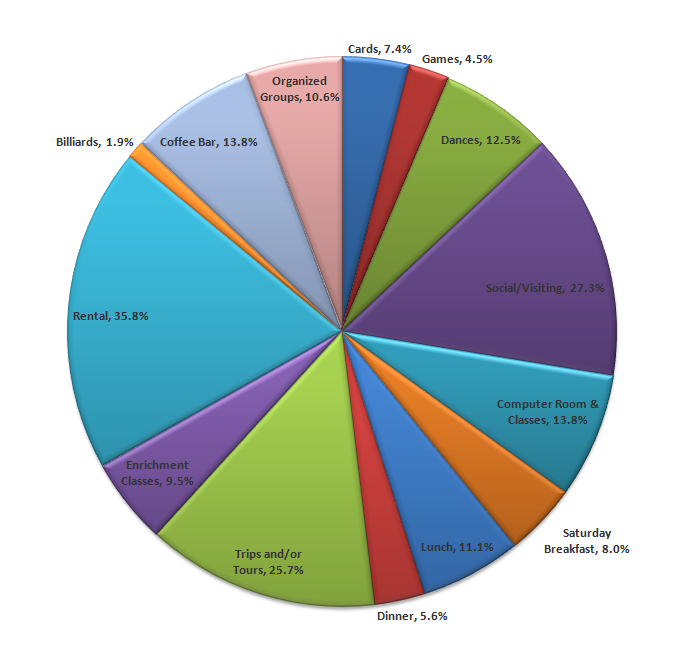 Cards, 7.4%
Games, 4.5%
Dances, 12.5%
Social/Visiting, 27.3%
Computer Room &
Classes, 13.8%
Saturday
Breakfast, 8.0%
Lunch, 11.1%
Dinner, 5.6%
Trips and/or
Tours, 25.7%
Enrichment
Classes, 9.5%
Rental, 35.8%
Billiards, 1.9%
Coffee Bar, 13.8%
Organized
Groups, 10.6%